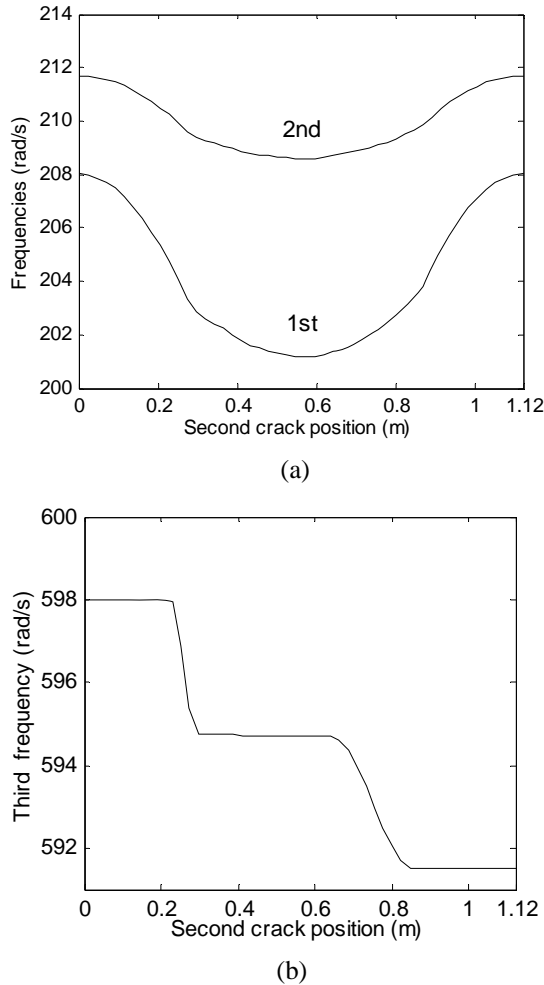 214
212
210
208
206
204
202
200
Frequencies (rad/s)
2nd
1st
0 0.2 0.4 0.6 0.8 1 1.12
Second crack position (m)
(a)
600
598
596
594
592
Third frequency (rad/s)
0 0.2 0.4 0.6 0.8 1 1.12
Second crack position (m)
(b)